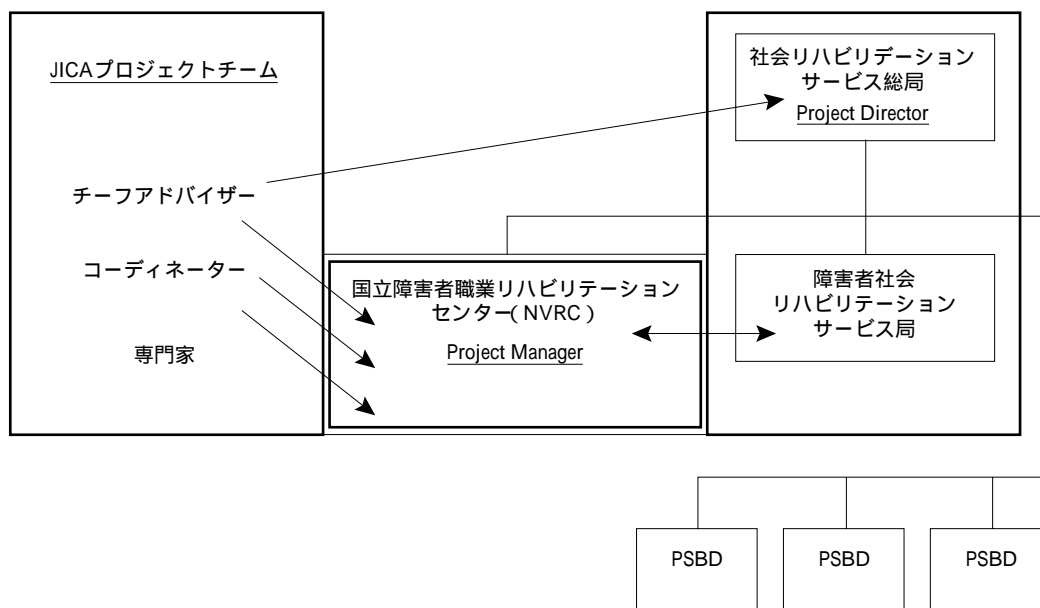 JICAプロジェクトチーム
チーフアドバイザー
コーディネーター
専門家
国立障害者職業リハビリテーション
センター(NVRC)
Project Manager
社会リハビリデーション
サービス総局
Project Director
障害者社会
リハビリテーション
サービス局
PSBD
PSBD
PSBD